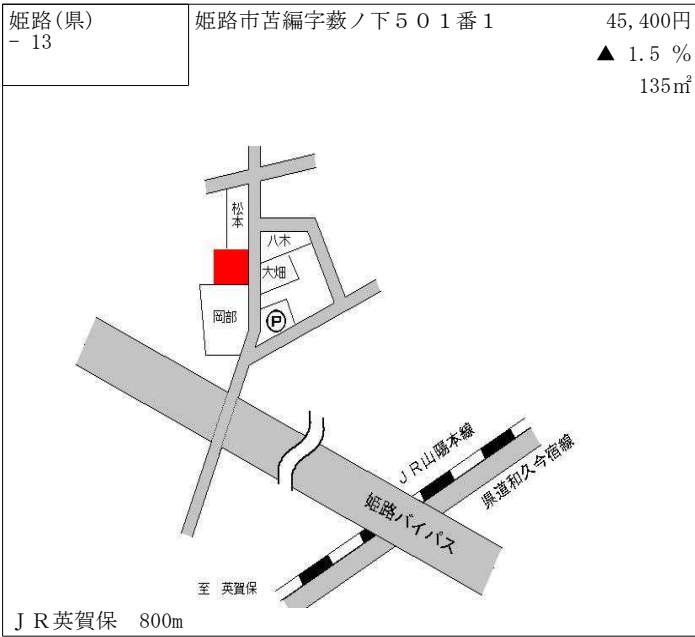 姫路(県)
- 13
姫路市苫編字薮ノ下５０１番１
45,400円
▲ 1.5 %
135㎡
松本
八木
大畑
岡部
P
ＪＲ山陽本線
県道和久今宿線
姫路バイパス
至 英賀保
ＪＲ英賀保 800m